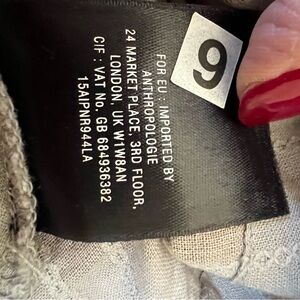 FOR EU : IMPORTED BY
ANTHROPOLOGIE
24 MARKET PLACE, 3RD FLOOR,
LONDON, UK W1W8AN
CIF : VAT No. GB 684936382
15AIPNR944LA
9